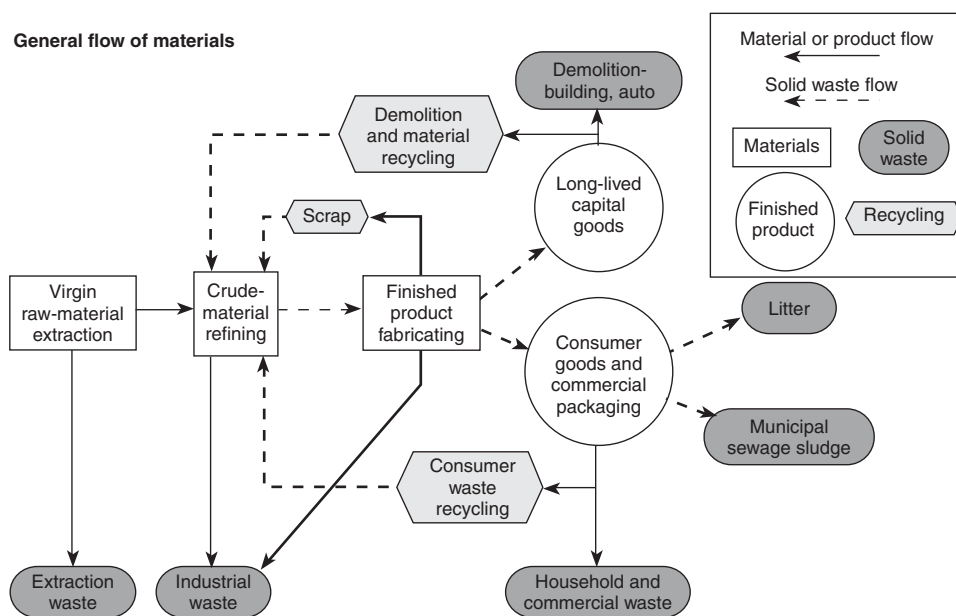 General flow of materials
Demolition-
building, auto
Material or product flow
Solid waste flow
Materials
Solid
waste
Finished
product
Recycling
Demolition
and material
recycling
Long-lived
capital
goods
Scrap
Virgin
raw-material
extraction
Crude-
material
refining
Finished
product
fabricating
Consumer
goods and
commercial
packaging
Litter
Municipal
sewage sludge
Consumer
waste
recycling
Extraction
waste
Industrial
waste
Household and
commercial waste